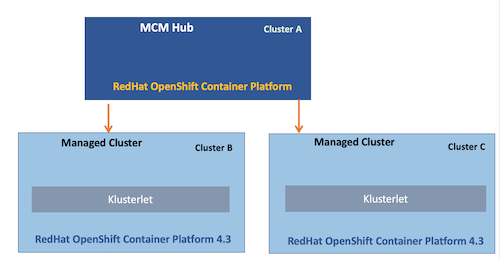 MCM Hub
Cluster A
RedHat OpenShift Container Platform
Managed Cluster
Cluster B
Klusterlet
RedHat OpenShift Container Platform 4.3
Managed Cluster
Cluster C
Klusterlet
RedHat OpenShift Container Platform 4.3